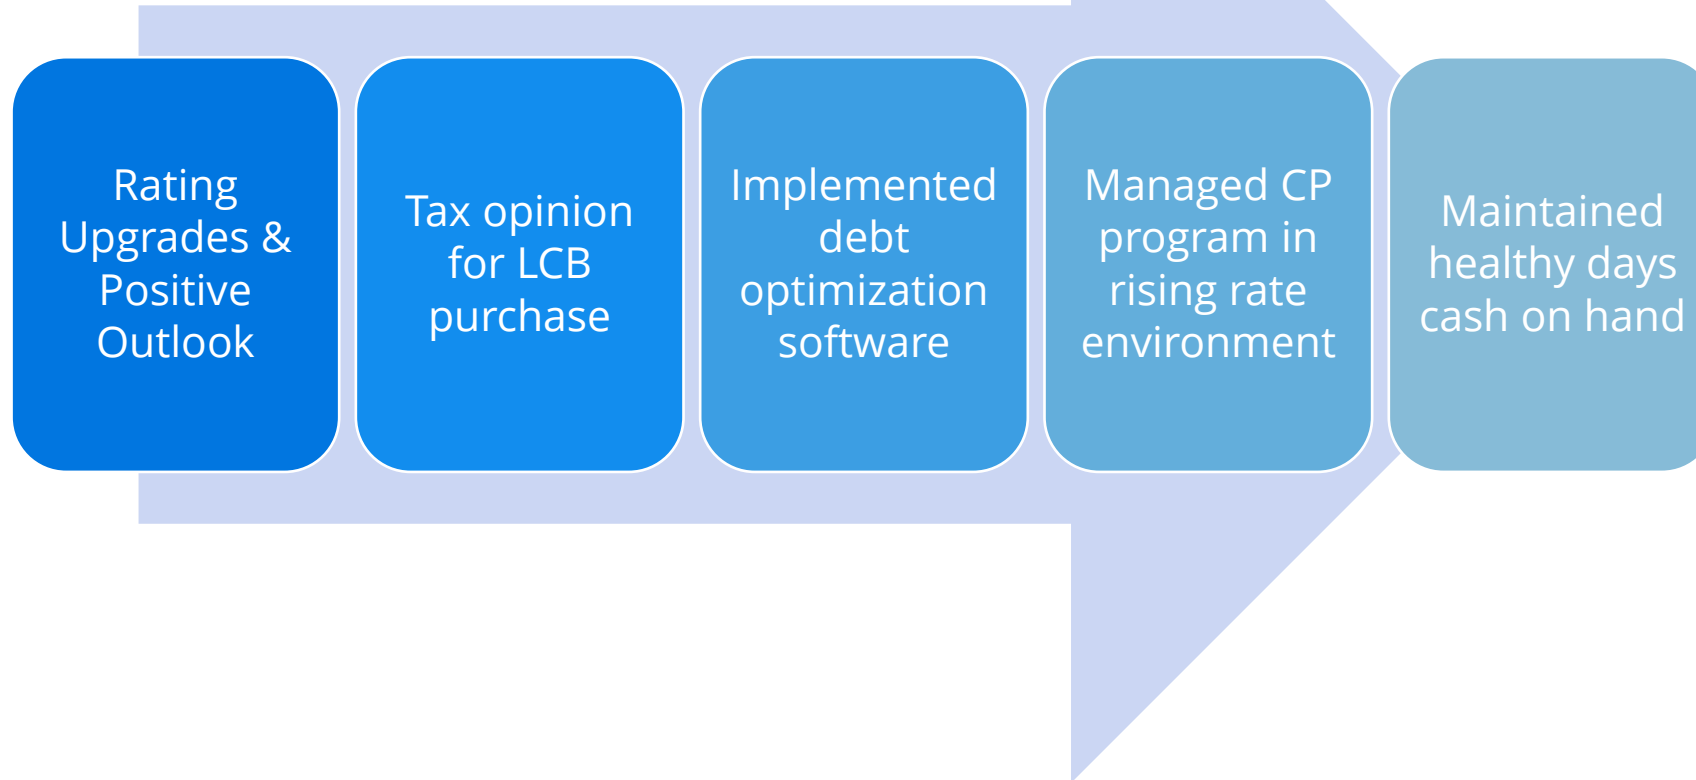 Rating
Upgrades &
Positive
Outlook
Tax opinion
for LCB
purchase
Implemented
debt
optimization
software
Managed CP
program in
rising rate
environment
Maintained
healthy days
cash on hand